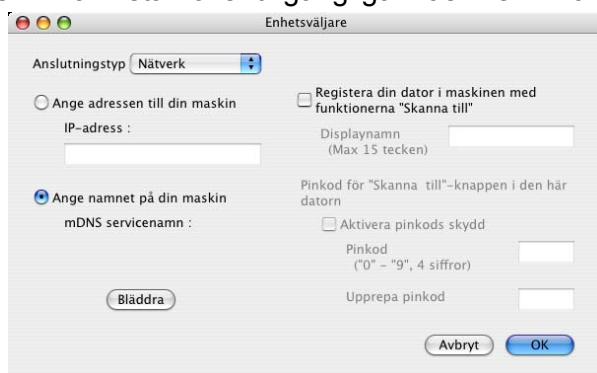 Enhetsväljare
Anslutningstyp Nätverk
Ange adressen till din maskin
IP-adress :
Ange namnet på din maskin
mDNS servicenamn :
Bläddra
Registera din dator i maskinen med
funktionerna "Skanna till"
Displaynamn
(Max 15 tecken)
Pinkod för "Skanna till"-knappen i den här
datorn
Aktivera pinkods skydd
Pinkod
("0" - "9", 4 siffror)
Upprepa pinkod
Avbryt OK